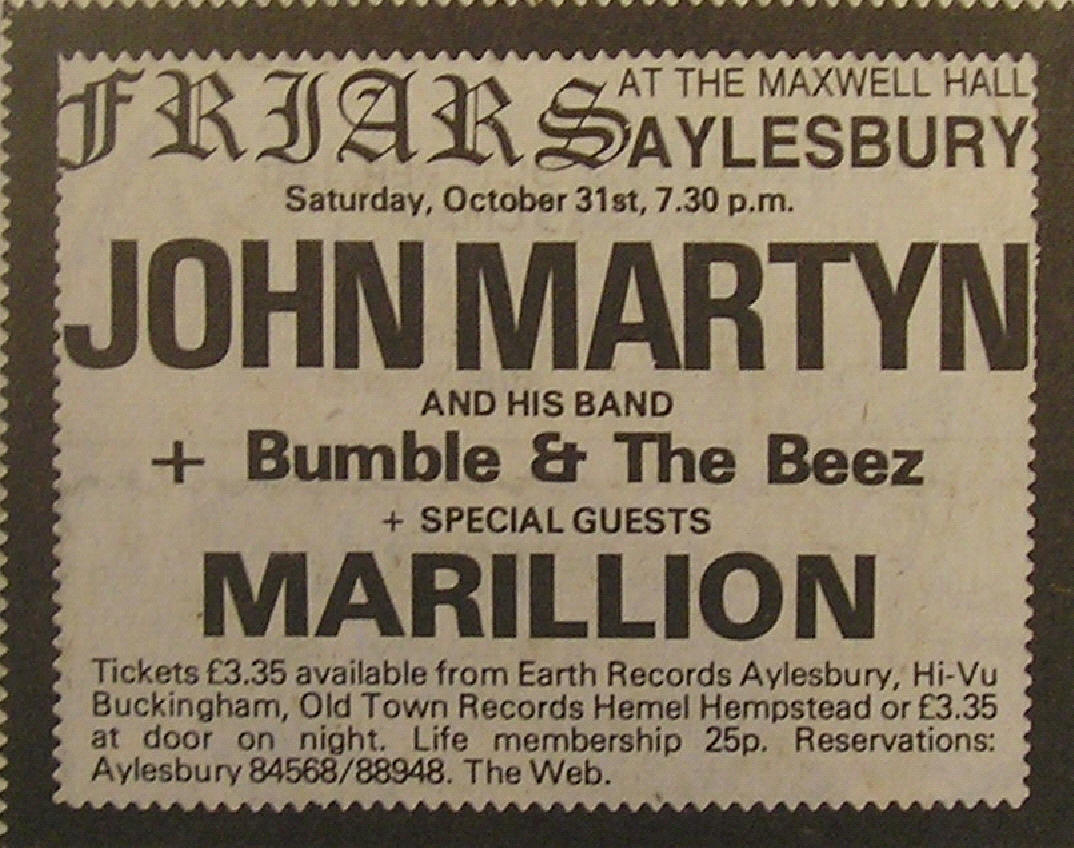 FRIARS AT THE MAXWELL HALL
AYLESBURY
Saturday, October 31st, 7.30 p.m.
JOHN MARTYN
AND HIS BAND
+ Bumble & The Beez
+ SPECIAL GUESTS
MARILLION
Tickets £3.35 available from Earth Records Aylesbury, Hi-Vu
Buckingham, Old Town Records Hemel Hempstead or £3.35
at door on night. Life membership 25p. Reservations:
Aylesbury 84568/88948. The Web.